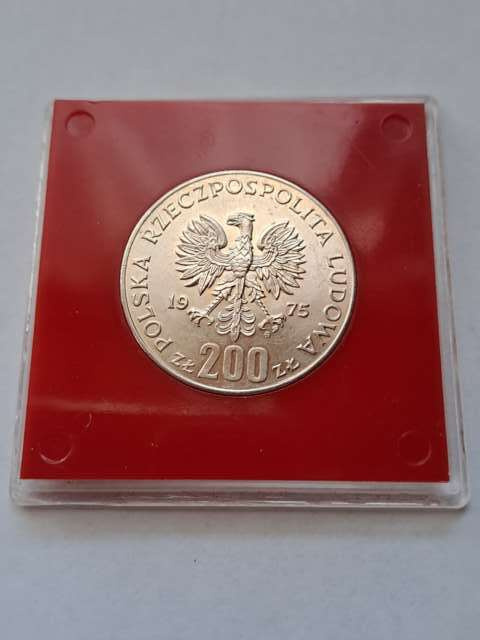 POLSKA RZECZPOSPOLITA LUDOWA
19 75
ZŁ 200 ZŁ